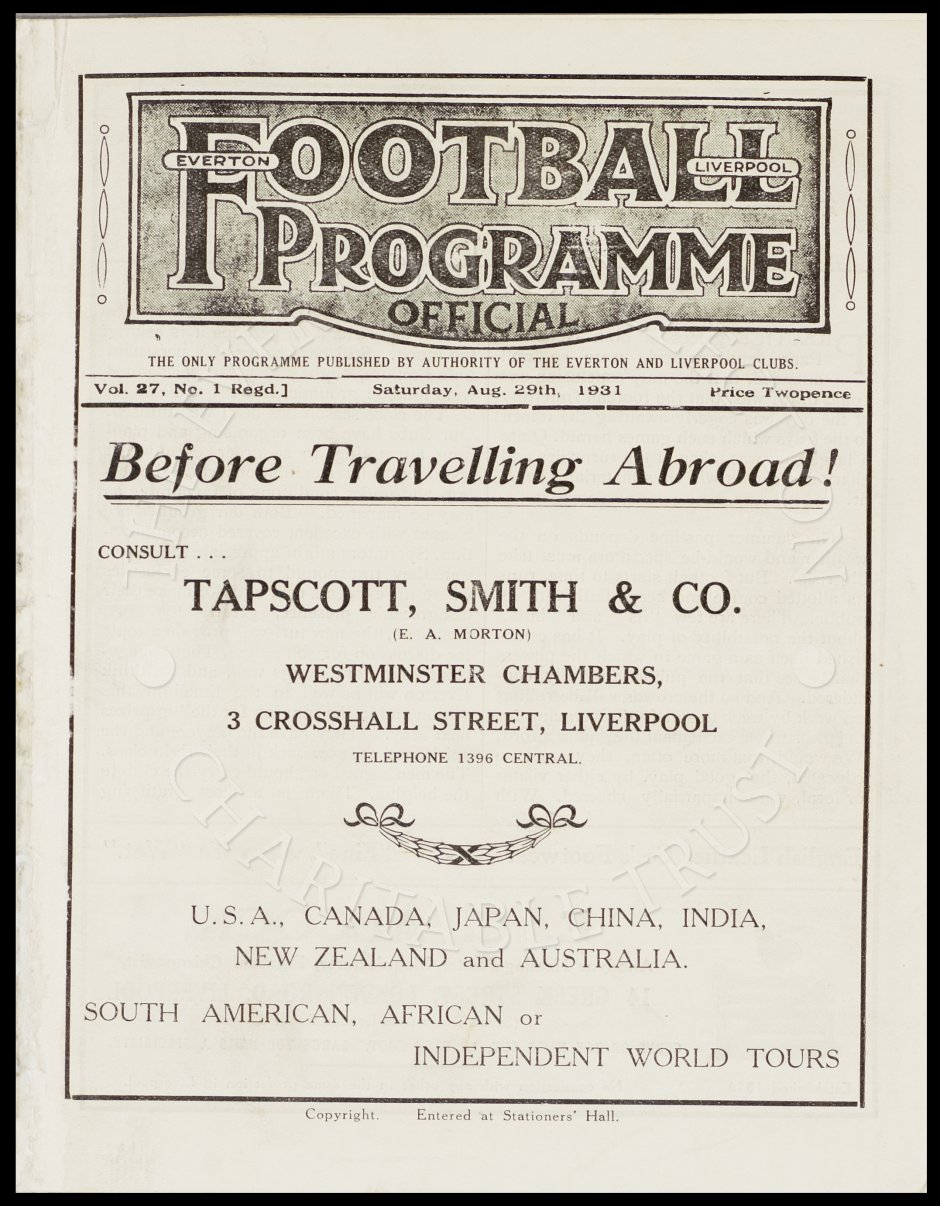 FOOTBALL
EVERTON
LIVERPOOL
PROGRAMME
OFFICIAL
THE ONLY PROGRAMME PUBLISHED BY AUTHORITY OF THE EVERTON AND LIVERPOOL CLUBS.
Vol. 27, No. 1 Regd.] Saturday, Aug. 29th, 1931 Price Twopence
Before Travelling Abroad!
CONSULT . . .
TAPSCOTT, SMITH & CO.
(E. A. MORTON)
WESTMINSTER CHAMBERS,
3 CROSSHALL STREET, LIVERPOOL
TELEPHONE 1396 CENTRAL.
U.S.A., CANADA, JAPAN, CHINA, INDIA,
NEW ZEALAND and AUSTRALIA.
SOUTH AMERICAN, AFRICAN or
INDEPENDENT WORLD TOURS
Copyright. Entered at Stationers' Hall.
CHARITABLE TRUST